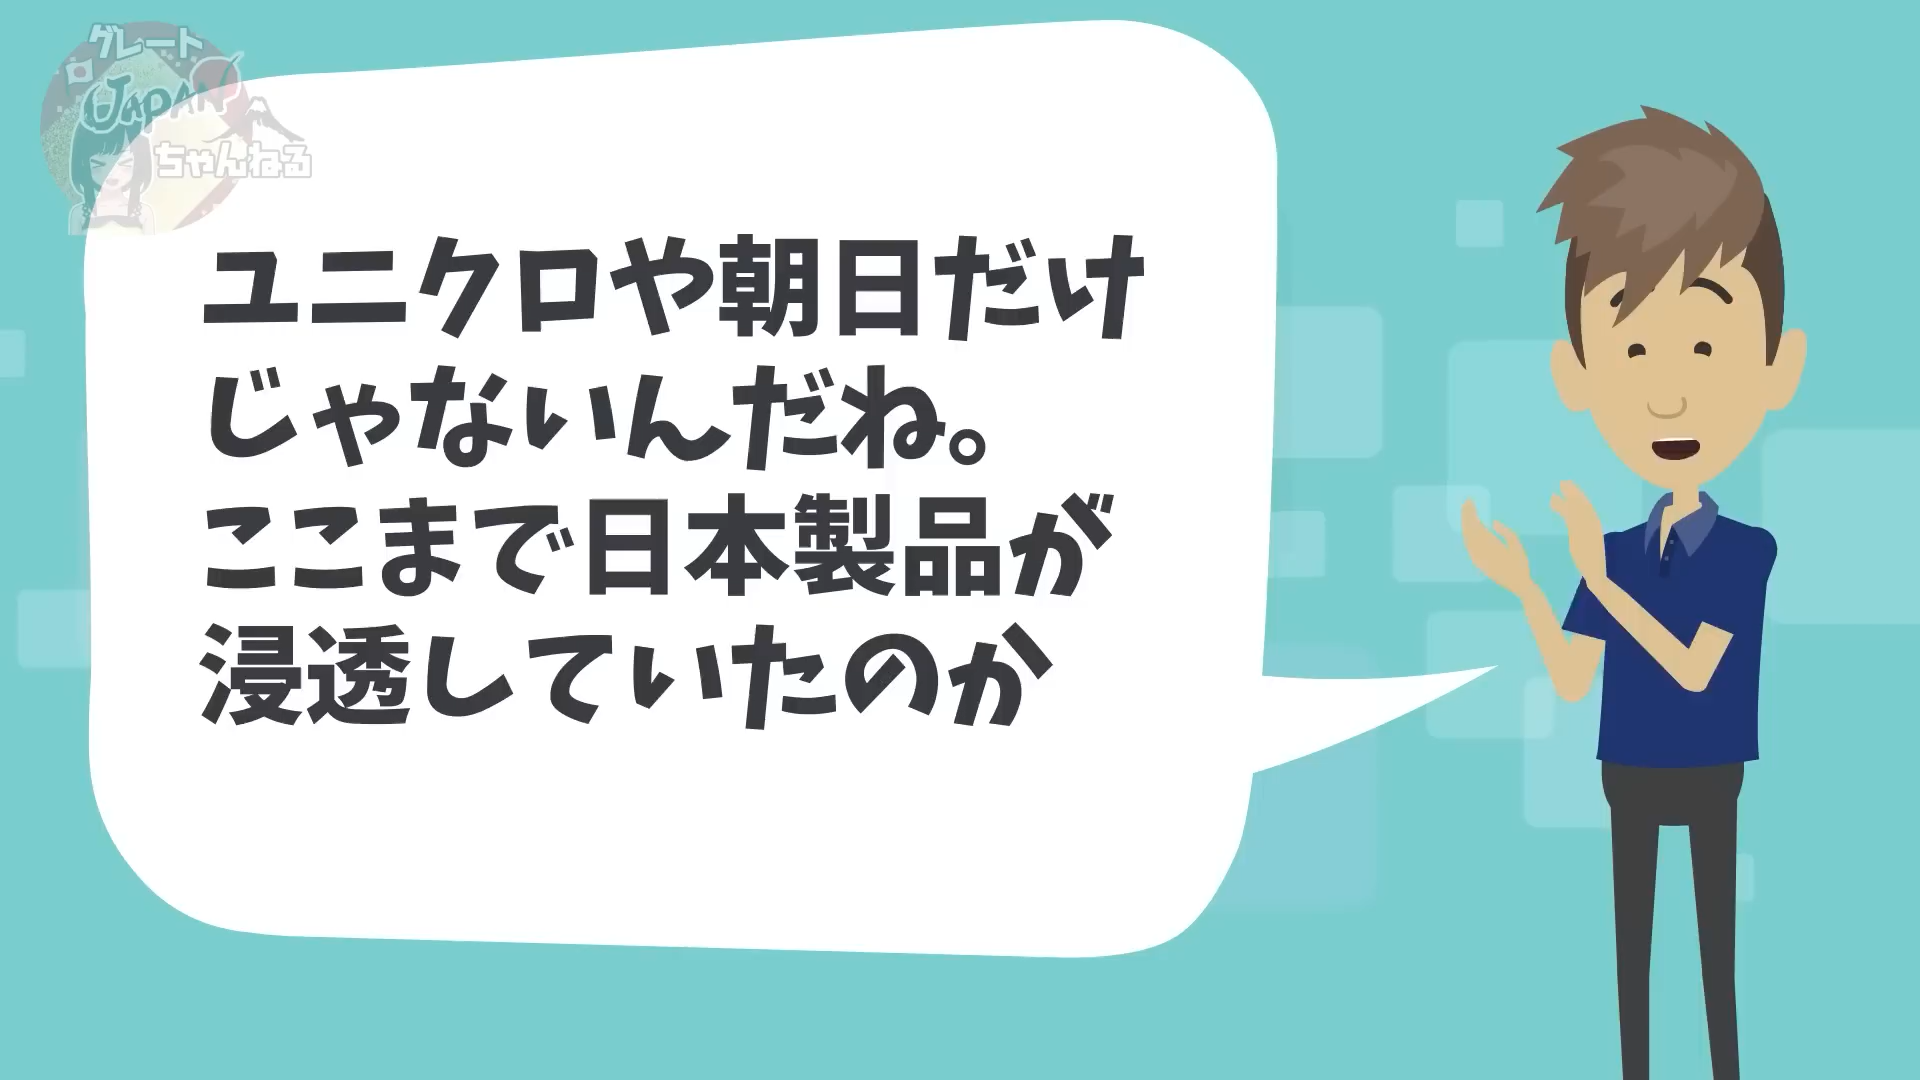 グレート
JAPAN
ちゃんねる
ユニクロや朝日だけ
じゃないんだね。
ここまで日本製品が
浸透していたのか